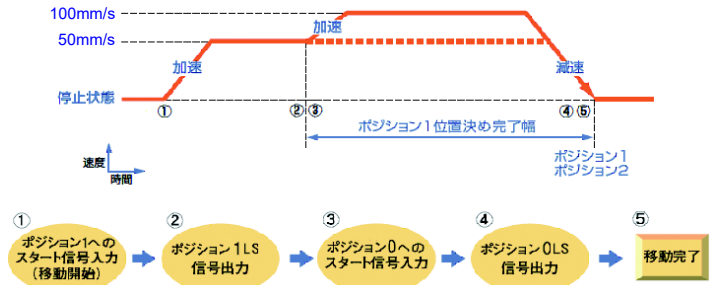 100mm/s
50mm/s
加速
加速
減速
停止状態
①
② ③
④ ⑤
ポジション1位置決め完了幅
ポジション1
ポジション2
速度
時間
①
ポジション1への
スタート信号入力
(移動開始)
②
ポジション1LS
信号出力
③
ポジション0への
スタート信号入力
④
ポジション0LS
信号出力
⑤
移動完了